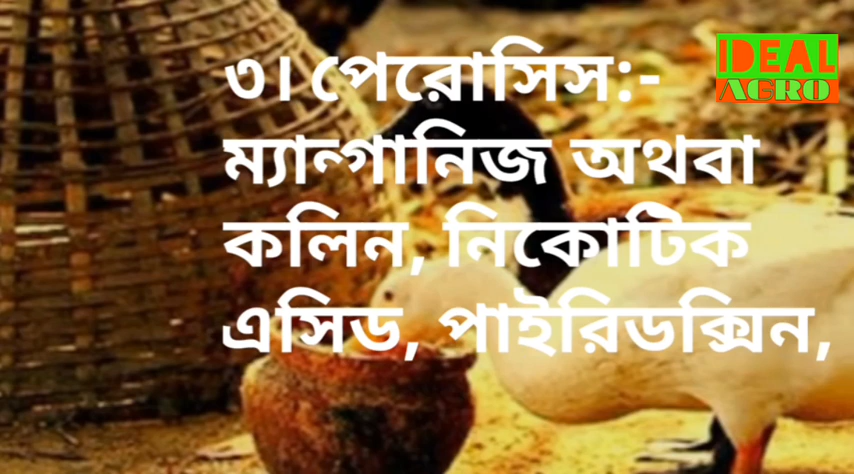 IDEAL
AGRO
৩। পেরোসিস:-
ম্যান্গানিজ অথবা
কলিন, নিকোটিক
এসিড, পাইরিডক্সিন,